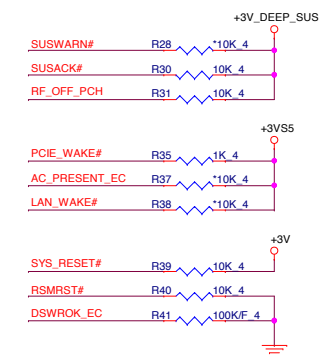 +3V_DEEP_SUS
SUSWARN# R28 *10K_4
SUSACK# R30 10K_4
RF_OFF_PCH R31 10K_4
+3VS5
PCIE_WAKE# R35 1K_4
AC_PRESENT_EC R37 *10K_4
LAN_WAKE# R38 *10K_4
+3V
SYS_RESET# R39 10K_4
RSMRST# R40 10K_4
DSWROK_EC R41 100K/F_4